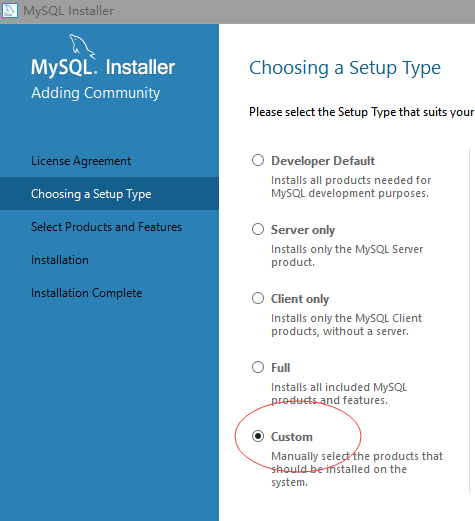 MySQL Installer
MySQL. Installer
Adding Community
License Agreement
Choosing a Setup Type
Select Products and Features
Installation
Installation Complete
Choosing a Setup Type
Please select the Setup Type that suits your
Developer Default
Installs all products needed for
MySQL development purposes.
Server only
Installs only the MySQL Server
product.
Client only
Installs only the MySQL Client
products, without a server.
Full
Installs all included MySQL
products and features.
Custom
Manually select the products that
should be installed on the
system.